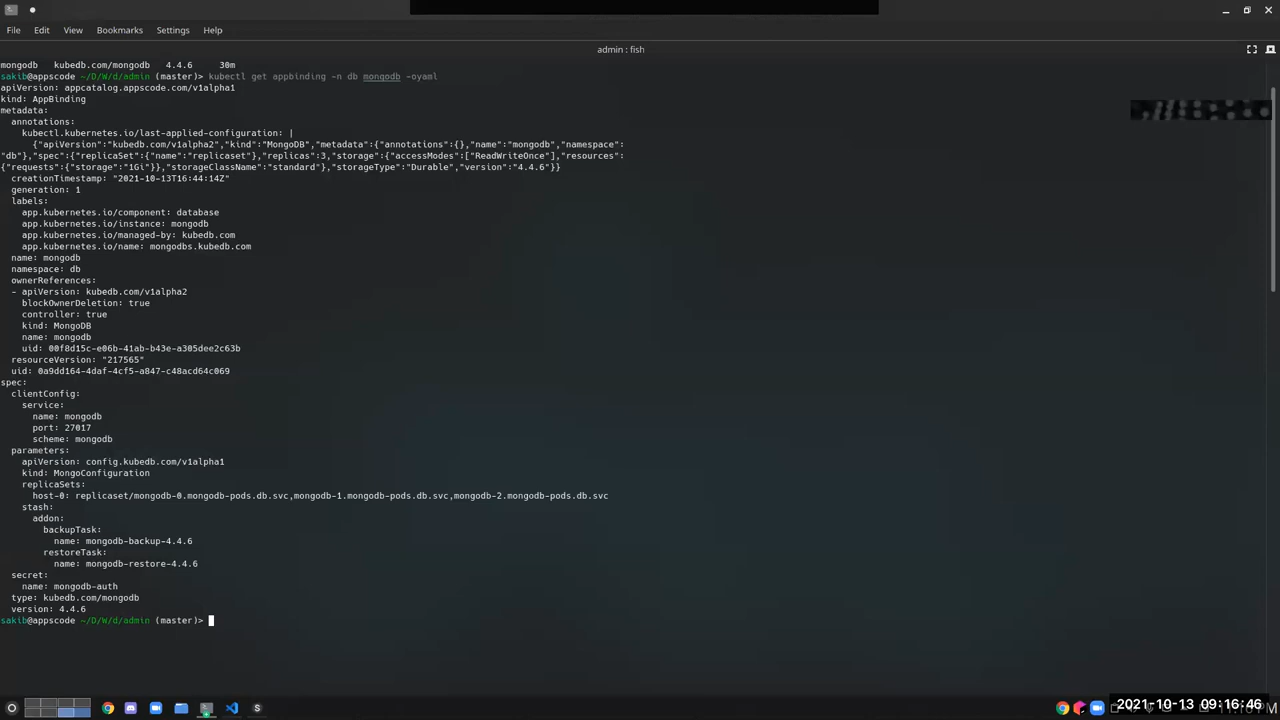 File Edit View Bookmarks Settings Help
admin : fish
mongodb kubedb.com/mongodb 4.4.6 30m
sakib@appscode ~/D/W/d/admin (master)> kubectl get appbinding -n db mongodb -oyaml
apiVersion: appcatalog.appscode.com/v1alpha1
kind: AppBinding
metadata:
annotations:
kubectl.kubernetes.io/last-applied-configuration: |
{"apiVersion":"kubedb.com/v1alpha2","kind":"MongoDB","metadata":{"annotations":{},"name":"mongodb","namespace":
"db"},"spec":{"replicaSet":{"name":"replicaset"},"replicas":3,"storage":{"accessModes":["ReadWriteOnce"],"resources":
{"requests":{"storage":"1Gi"}},"storageClassName":"standard"},"storageType":"Durable","version":"4.4.6"}}
creationTimestamp: "2021-10-13T16:44:14Z"
generation: 1
labels:
app.kubernetes.io/component: database
app.kubernetes.io/instance: mongodb
app.kubernetes.io/managed-by: kubedb.com
app.kubernetes.io/name: mongodbs.kubedb.com
name: mongodb
namespace: db
ownerReferences:
- apiVersion: kubedb.com/v1alpha2
blockOwnerDeletion: true
controller: true
kind: MongoDB
name: mongodb
uid: 00f8d15c-e06b-41ab-b43e-a305dee2c63b
resourceVersion: "217565"
uid: 0a9dd164-4daf-4cf5-a847-c48acd64c069
spec:
clientConfig:
service:
name: mongodb
port: 27017
scheme: mongodb
parameters:
apiVersion: config.kubedb.com/v1alpha1
kind: MongoConfiguration
replicaSets:
host-0: replicaset/mongodb-0.mongodb-pods.db.svc,mongodb-1.mongodb-pods.db.svc,mongodb-2.mongodb-pods.db.svc
stash:
addon:
backupTask:
name: mongodb-backup-4.4.6
restoreTask:
name: mongodb-restore-4.4.6
secret:
name: mongodb-auth
type: kubedb.com/mongodb
version: 4.4.6
sakib@appscode ~/D/W/d/admin (master)>
2021-10-13 09:16:46